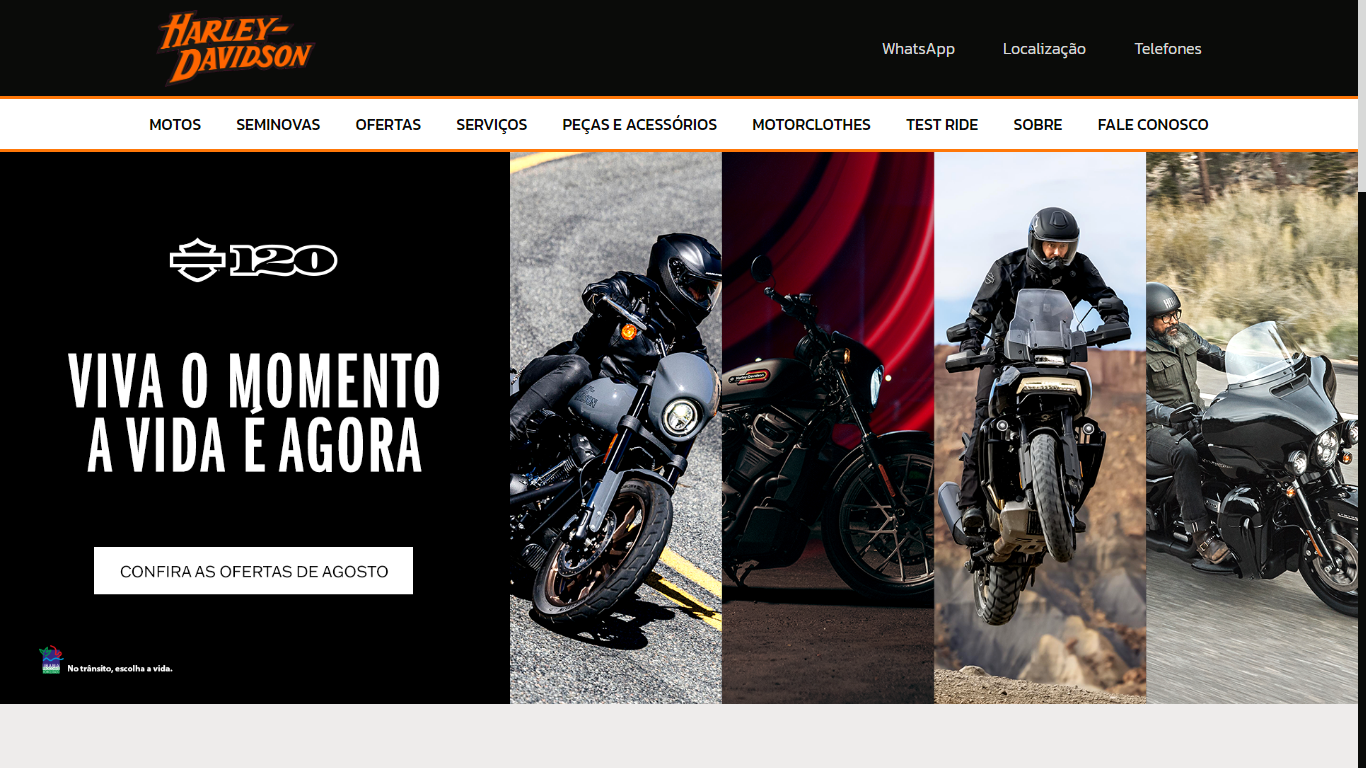 HARLEY-
DAVIDSON
WhatsApp
Localização
Telefones
MOTOS
SEMINOVAS
OFERTAS
SERVIÇOS
PEÇAS E ACESSÓRIOS
MOTORCLOTHES
TEST RIDE
SOBRE
FALE CONOSCO
120
VIVA O MOMENTO
A VIDA É AGORA
CONFIRA AS OFERTAS DE AGOSTO
No trânsito, escolha a vida.